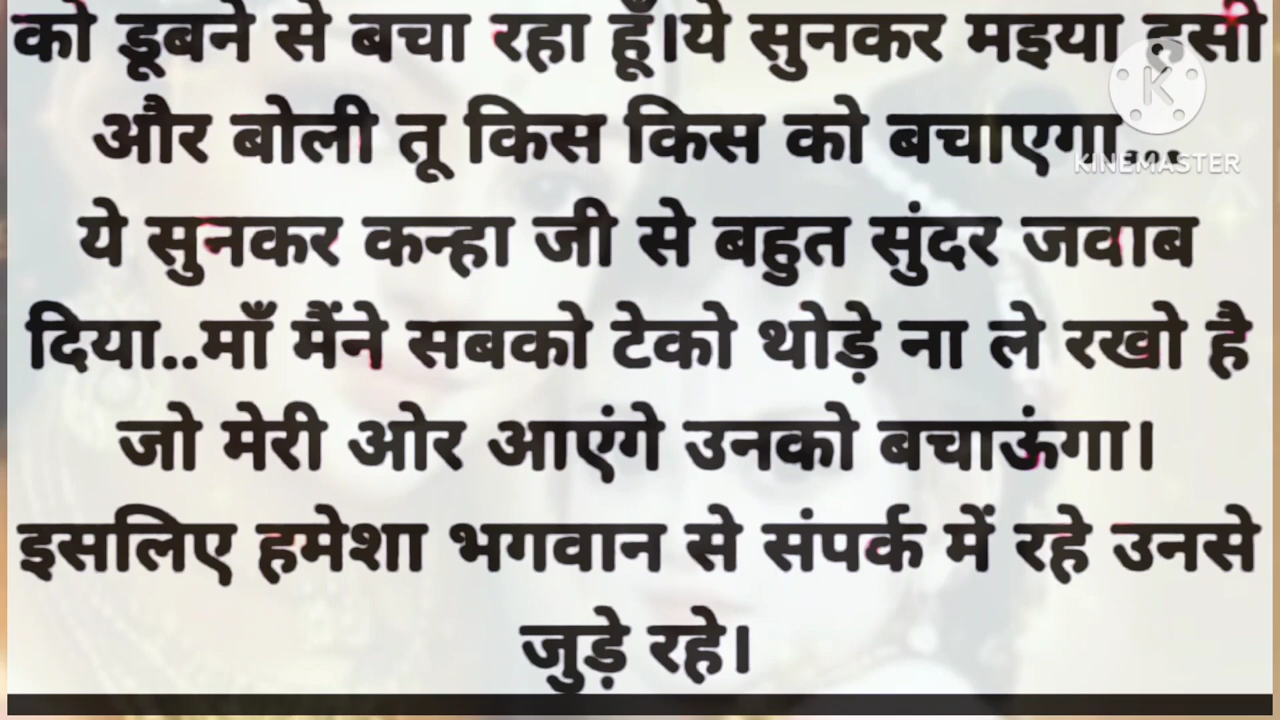 को डूबने से बचा रहा हूँ।ये सुनकर मइया हसी
और बोली तू किस किस को बचाएगा...
ये सुनकर कन्हा जी से बहुत सुंदर जवाब
दिया..माँ मैंने सबको टेको थोड़े ना ले रखो है
जो मेरी ओर आएंगे उनको बचाऊंगा।
इसलिए हमेशा भगवान से संपर्क में रहे उनसे
जुड़े रहे।
K
KINEMASTER